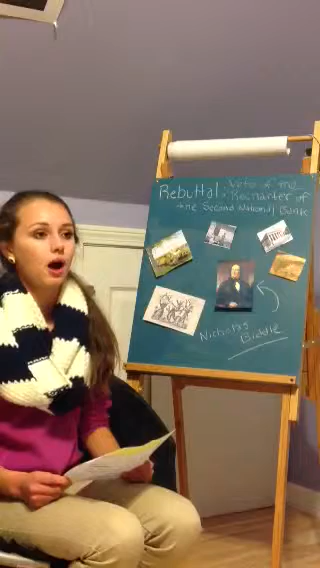 Rebuttal: Veto of the
Recharter of
the Second National Bank
Nicholas
Biddle